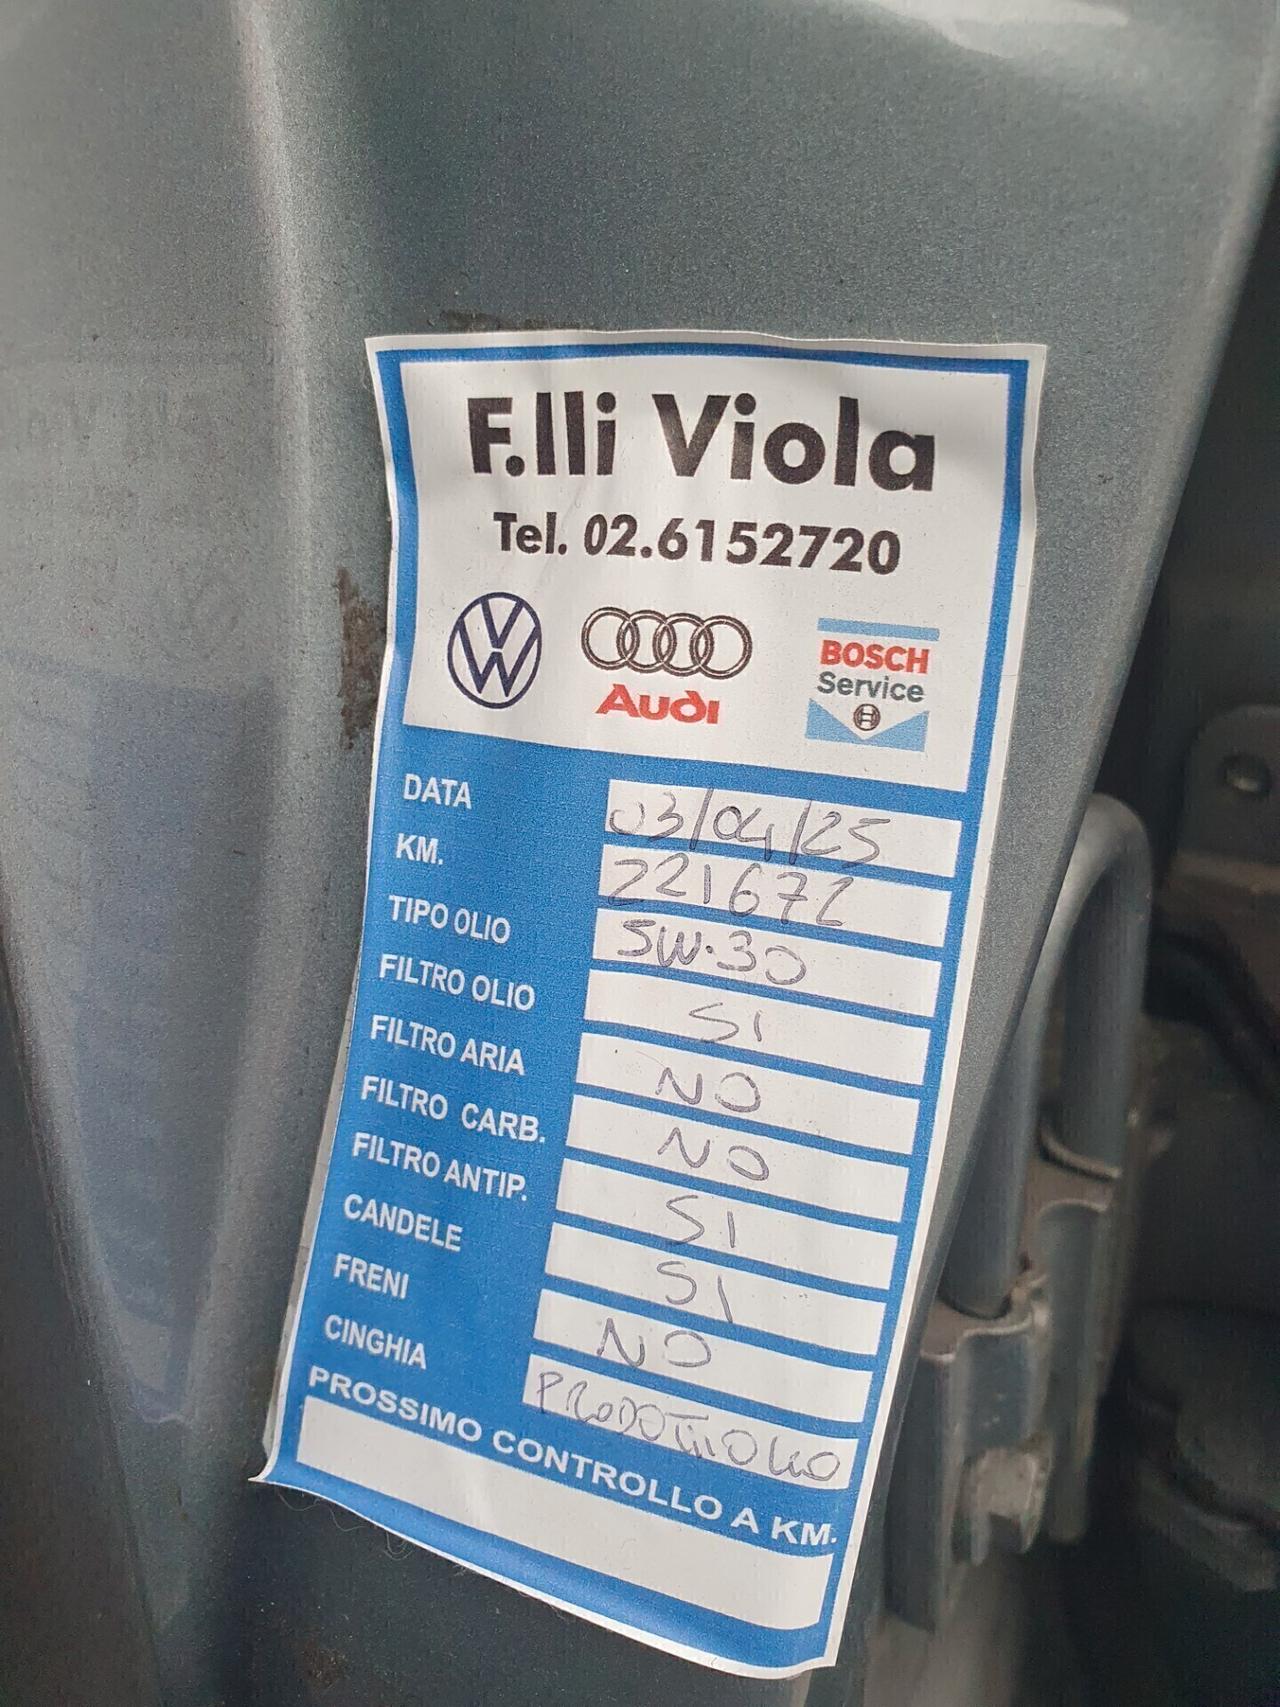 F.lli Viola
Tel. 02.6152720
Audi
BOSCH
Service
DATA 03/04/25
KM. 221672
TIPO OLIO 5W.30
FILTRO OLIO SI
FILTRO ARIA NO
FILTRO CARB. NO
FILTRO ANTIP. SI
CANDELE SI
FRENI NO
CINGHIA PRODOTTI OLIO
PROSSIMO CONTROLLO A KM.